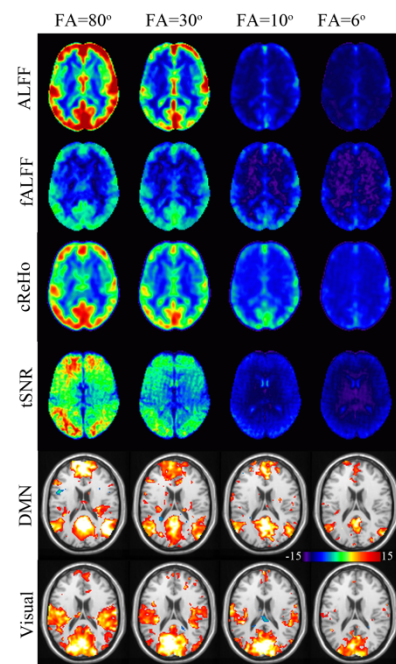 FA=80° FA=30° FA=10° FA=6°
ALFF
fALFF
cReHo
tSNR
DMN
-15 15
Visual